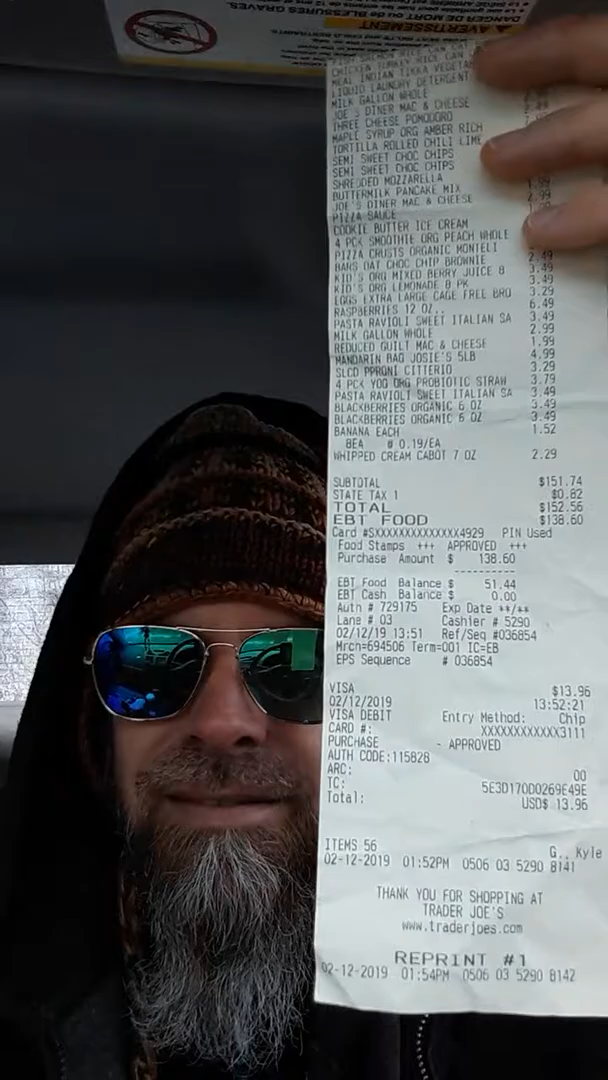 DANGER DE MORT ou de BLESSURES GRAVES
AVERTISSEMENT
CHICKEN TURKEY RICE CAN
MEAL INDIAN TIKKA VEGETAB
LIQUID LAUNDRY DETERGENT
MILK GALLON WHOLE
JOE'S DINER MAC & CHEESE
THREE CHEESE POMODORO
MAPLE SYRUP ORG AMBER RICH
TORTILLA ROLLED CHILI LIME
SEMI SWEET CHOC CHIPS
SEMI SWEET CHOC CHIPS
SHREDDED MOZZARELLA
BUTTERMILK PANCAKE MIX
JOE'S DINER MAC & CHEESE 2.99
PIZZA SAUCE
COOKIE BUTTER ICE CREAM
4 PCK SMOOTHIE ORG PEACH WHOLE
PIZZA CRUSTS ORGANIC MONTELI
BARS OAT CHOC CHIP BROWNIE 2.49
KID'S ORG MIXED BERRY JUICE 8 3.49
KID'S ORG LEMONADE 8 PK 3.49
EGGS EXTRA LARGE CAGE FREE BRO 3.29
RASPBERRIES 12 OZ.. 6.49
PASTA RAVIOLI SWEET ITALIAN SA 3.49
MILK GALLON WHOLE 2.99
REDUCED GUILT MAC & CHEESE 1.99
MANDARIN BAG JOSIE'S 5LB 4.99
SLCD PPRONI CITTERIO 3.29
4 PCK YOG ORG PROBIOTIC STRAW 3.79
PASTA RAVIOLI SWEET ITALIAN SA 3.49
BLACKBERRIES ORGANIC 6 OZ 3.49
BLACKBERRIES ORGANIC 6 OZ 3.49
BANANA EACH 1.52
8EA @ 0.19/EA
WHIPPED CREAM CABOT 7 OZ 2.29
SUBTOTAL $151.74
STATE TAX 1 $0.82
TOTAL $152.56
EBT FOOD $138.60
Card #SXXXXXXXXXXXXXX4929 PIN Used
Food Stamps +++ APPROVED +++
Purchase Amount $ 138.60
----------
EBT Food Balance $ 51.44
EBT Cash Balance $ 0.00
Auth # 729175 Exp Date **/**
Lane # 03 Cashier # 5290
02/12/19 13:51 Ref/Seq #036854
Mrch=694506 Term=001 IC=EB
EPS Sequence # 036854
VISA $13.96
02/12/2019 13:52:21
VISA DEBIT Entry Method: Chip
CARD #: XXXXXXXXXXXX3111
PURCHASE - APPROVED
AUTH CODE:115828
ARC: 00
TC: 5E3D170D0269E49E
Total: USD$ 13.96
ITEMS 56 G., Kyle
02-12-2019 01:52PM 0506 03 5290 8141
THANK YOU FOR SHOPPING AT
TRADER JOE'S
www.traderjoes.com
REPRINT #1
02-12-2019 01:54PM 0506 03 5290 8142